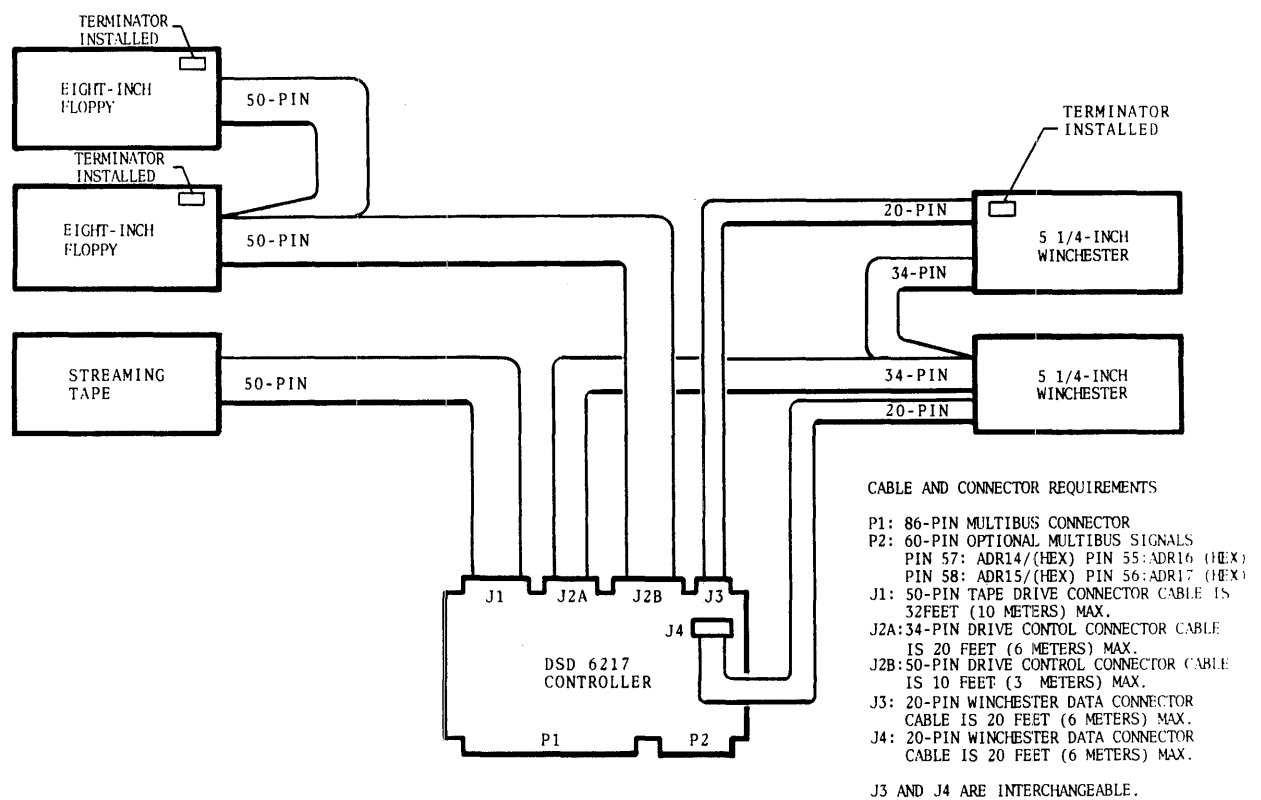 TERMINATOR
INSTALLED
EIGHT-INCH
FLOPPY
50-PIN
TERMINATOR
INSTALLED
EIGHT-INCH
FLOPPY
50-PIN
STREAMING
TAPE
50-PIN
TERMINATOR
INSTALLED
20-PIN
5 1/4-INCH
WINCHESTER
34-PIN
34-PIN
5 1/4-INCH
WINCHESTER
20-PIN
J1
J2A
J2B
J3
J4
DSD 6217
CONTROLLER
P1
P2
CABLE AND CONNECTOR REQUIREMENTS
P1: 86-PIN MULTIBUS CONNECTOR
P2: 60-PIN OPTIONAL MULTIBUS SIGNALS
PIN 57: ADR14/(HEX) PIN 55:ADR16 (HEX)
PIN 58: ADR15/(HEX) PIN 56:ADR17 (HEX)
J1: 50-PIN TAPE DRIVE CONNECTOR CABLE IS
32FEET (10 METERS) MAX.
J2A:34-PIN DRIVE CONTOL CONNECTOR CABLE
IS 20 FEET (6 METERS) MAX.
J2B:50-PIN DRIVE CONTROL CONNECTOR CABLE
IS 10 FEET (3 METERS) MAX.
J3: 20-PIN WINCHESTER DATA CONNECTOR
CABLE IS 20 FEET (6 METERS) MAX.
J4: 20-PIN WINCHESTER DATA CONNECTOR
CABLE IS 20 FEET (6 METERS) MAX.
J3 AND J4 ARE INTERCHANGEABLE.